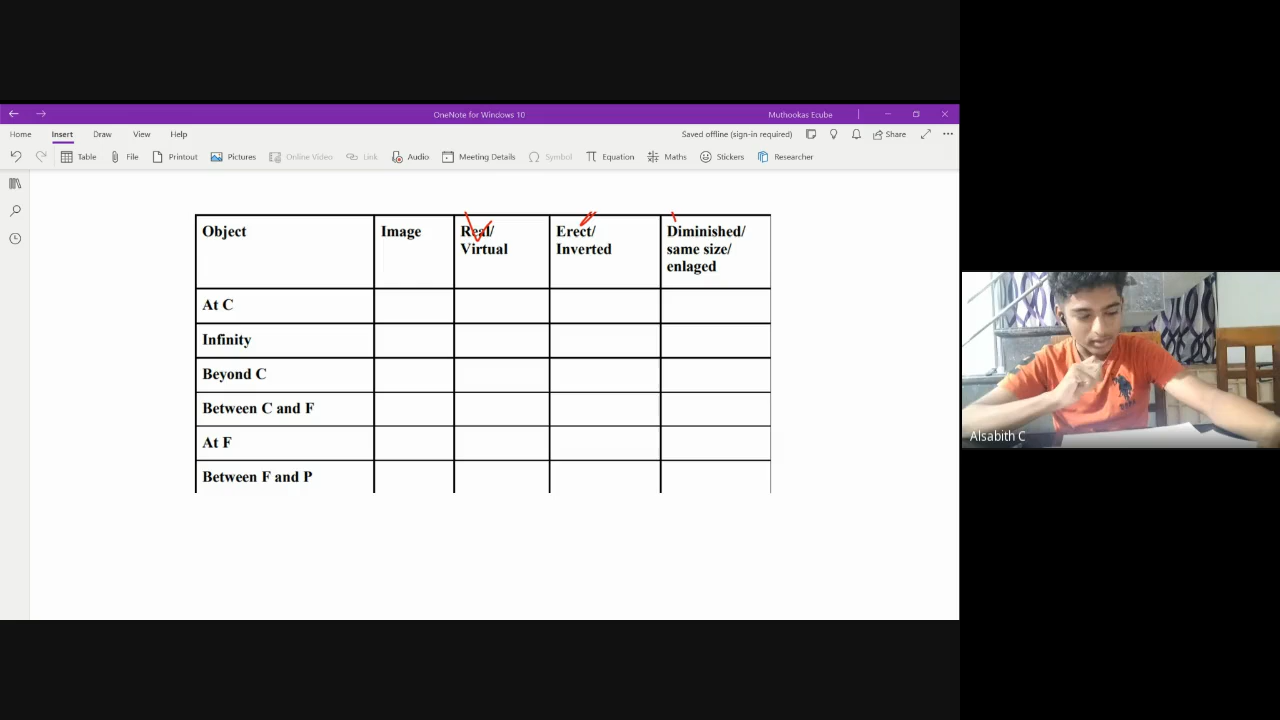 OneNote for Windows 10
Muthookas Ecube
Home Insert Draw View Help
Saved offline (sign-in required)
Share
Table File Printout Pictures Online Video Link Audio Meeting Details Symbol Equation Maths Stickers Researcher
Object Image Real/ Erect/ Diminished/
Virtual Inverted same size/
enlaged
At C
Infinity
Beyond C
Between C and F
At F
Between F and P
Alsabith C